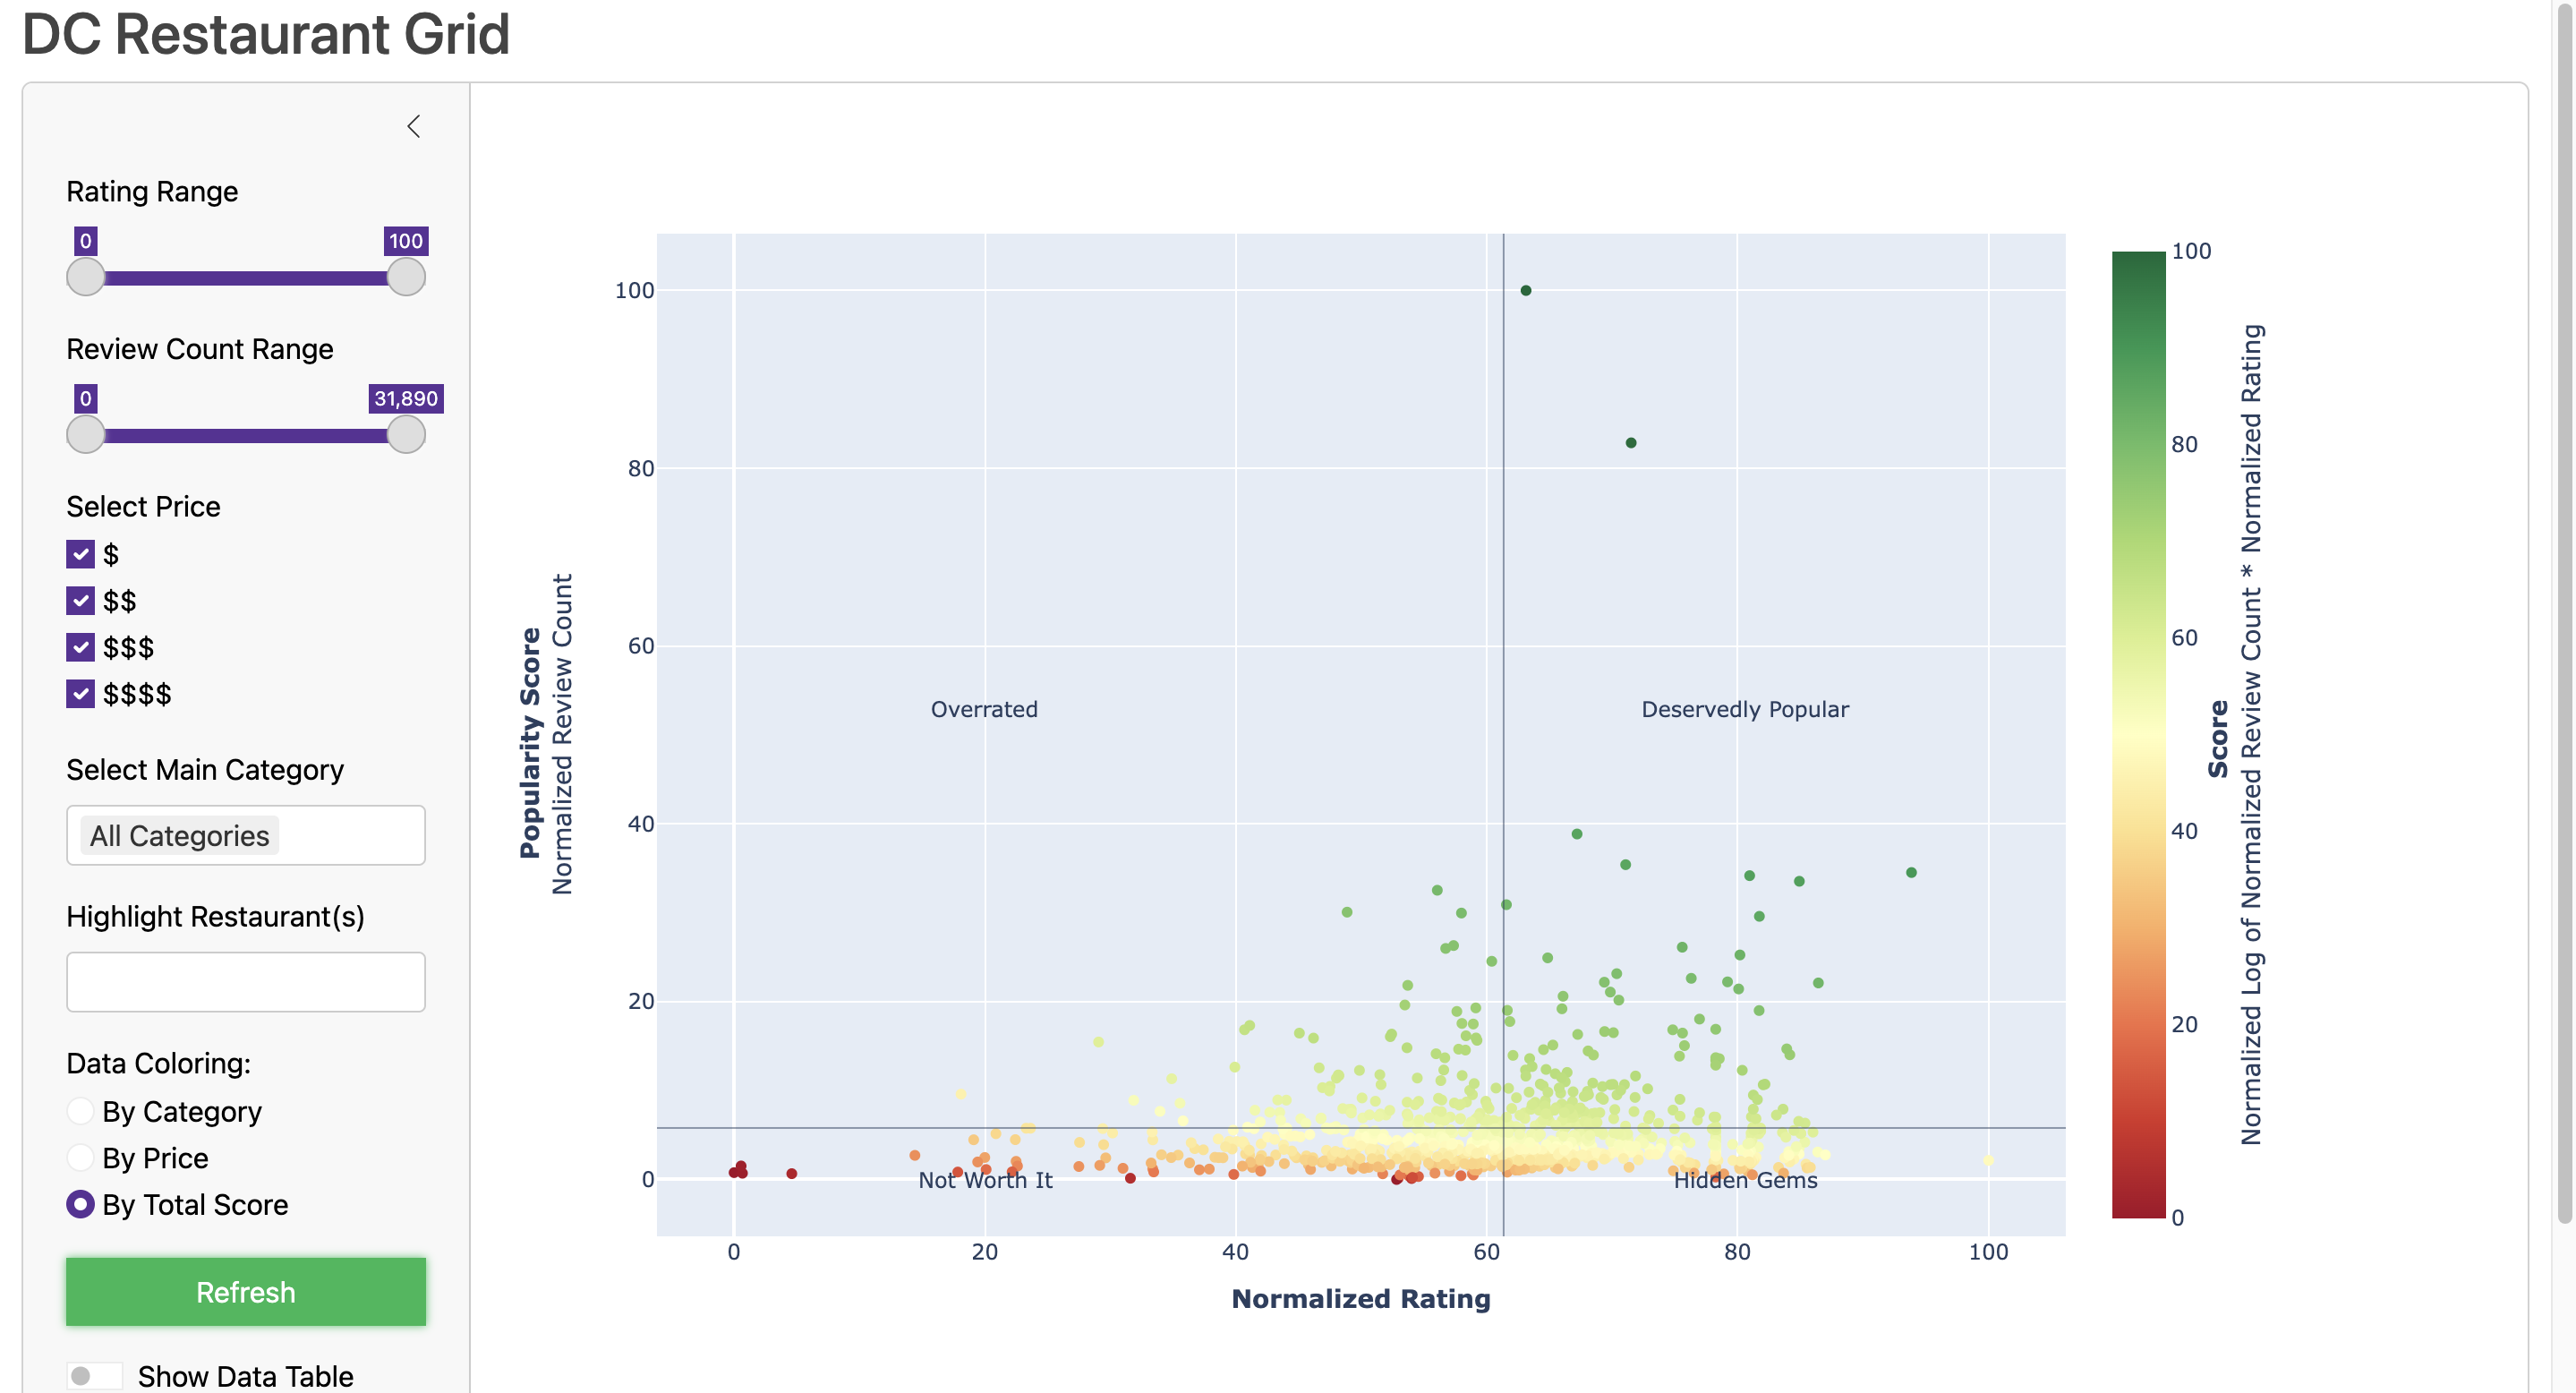 DC Restaurant Grid
Rating Range
0
100
Review Count Range
0
31,890
Select Price
$
$$
$$$
$$$$
Select Main Category
All Categories
Highlight Restaurant(s)
Data Coloring:
By Category
By Price
By Total Score
Refresh
Show Data Table
Popularity Score
Normalized Review Count
100
80
60
40
20
0
Overrated
Deservedly Popular
Not Worth It
Hidden Gems
0
20
40
60
80
100
Normalized Rating
100
80
60
40
20
0
Score
Normalized Log of Normalized Review Count * Normalized Rating